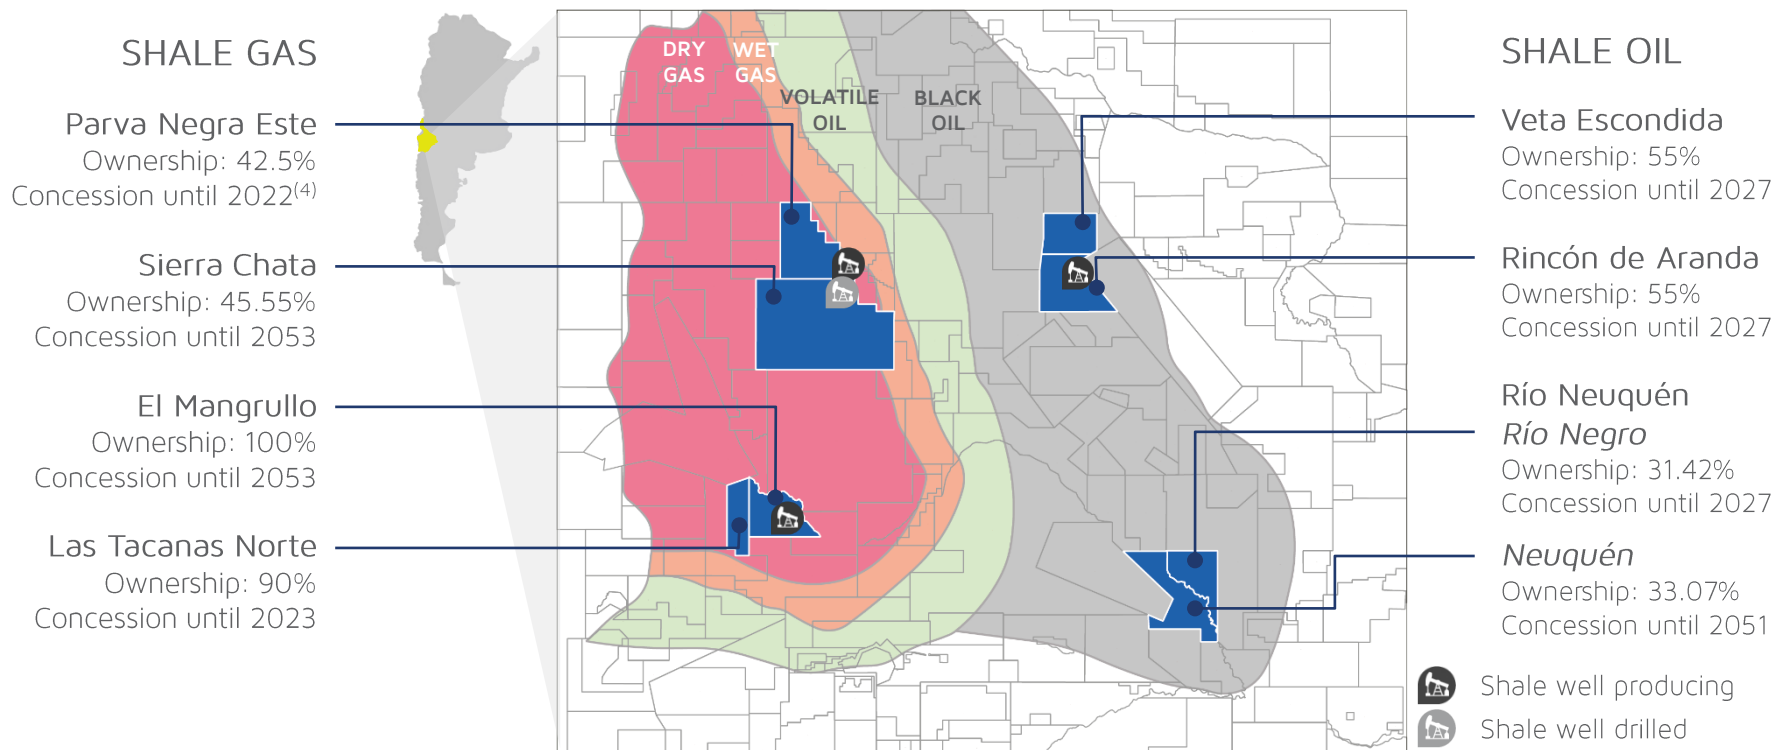 SHALE GAS
Parva Negra Este
Ownership: 42.5%
Concession until 2022(4)
Sierra Chata
Ownership: 45.55%
Concession until 2053
El Mangrullo
Ownership: 100%
Concession until 2053
Las Tacanas Norte
Ownership: 90%
Concession until 2023
DRY
GAS
WET
GAS
VOLATILE
OIL
BLACK
OIL
SHALE OIL
Veta Escondida
Ownership: 55%
Concession until 2027
Rincón de Aranda
Ownership: 55%
Concession until 2027
Río Neuquén
Río Negro
Ownership: 31.42%
Concession until 2027
Neuquén
Ownership: 33.07%
Concession until 2051
Shale well producing
Shale well drilled